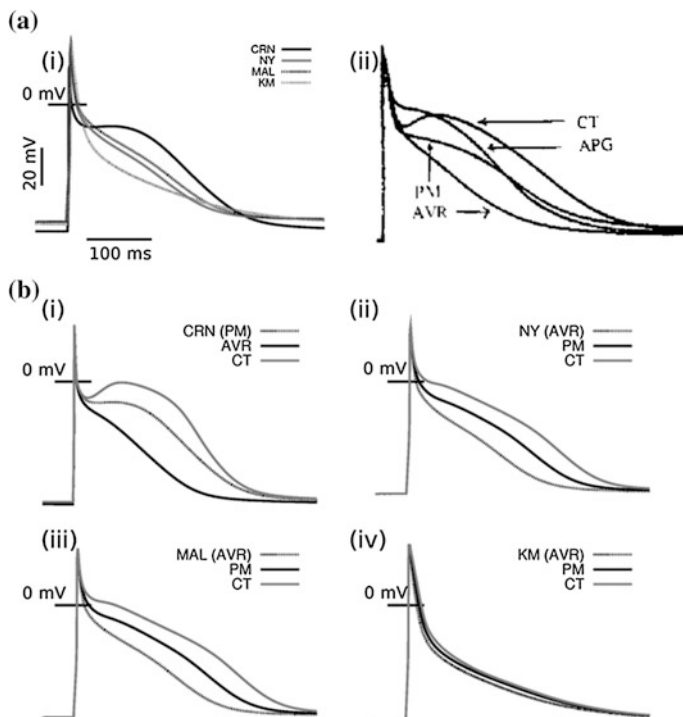 (a)
(i)
CRN
NY
MAL
KM
0 mV
20 mV
100 ms
(ii)
CT
APG
PM
AVR
(b)
(i)
CRN (PM)
AVR
CT
0 mV
(ii)
NY (AVR)
PM
CT
0 mV
(iii)
MAL (AVR)
PM
CT
0 mV
(iv)
KM (AVR)
PM
CT
0 mV